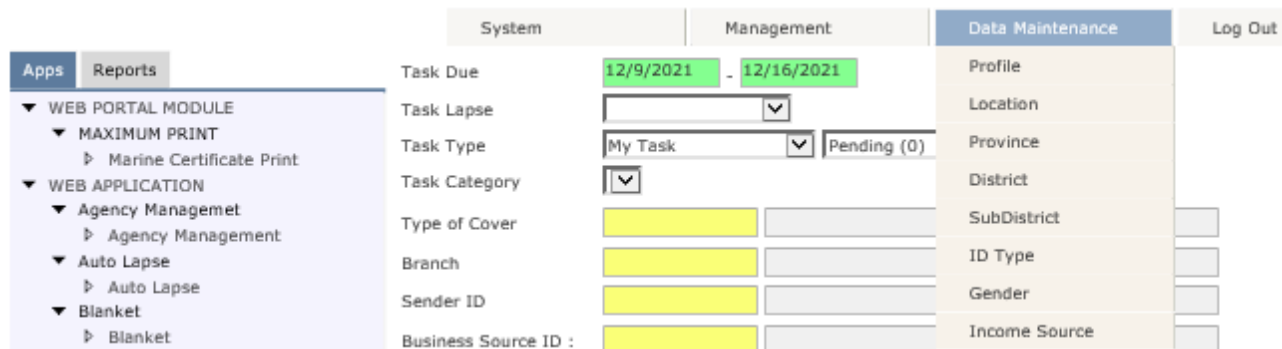 System Management Data Maintenance Log Out
Apps Reports
WEB PORTAL MODULE
MAXIMUM PRINT
Marine Certificate Print
WEB APPLICATION
Agency Managemet
Agency Management
Auto Lapse
Auto Lapse
Blanket
Blanket
Task Due 12/9/2021 - 12/16/2021
Task Lapse
Task Type My Task Pending (0)
Task Category
Type of Cover
Branch
Sender ID
Business Source ID :
Profile
Location
Province
District
SubDistrict
ID Type
Gender
Income Source